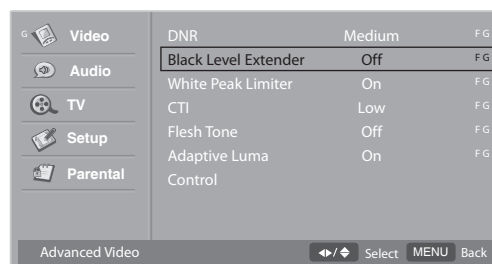 G Video
Audio
TV
Setup
Parental
DNR Medium F G
Black Level Extender Off F G
White Peak Limiter On F G
CTI Low F G
Flesh Tone Off F G
Adaptive Luma On F G
Control
Advanced Video Select MENU Back